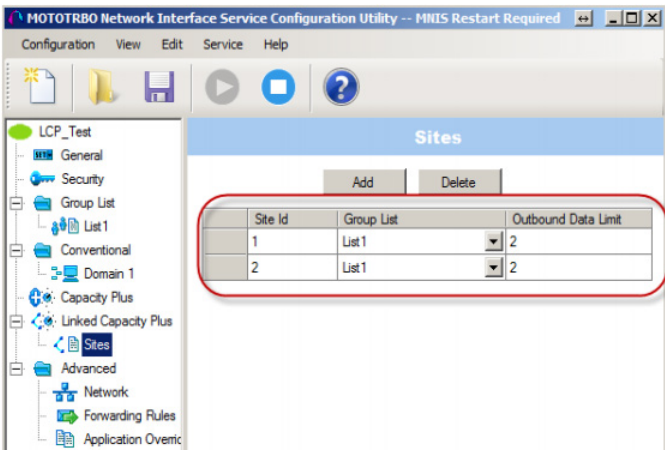 MOTOTRBO Network Interface Service Configuration Utility -- MNIS Restart Required
Configuration View Edit Service Help
LCP_Test
General
Security
Group List
List1
Conventional
Domain 1
Capacity Plus
Linked Capacity Plus
Sites
Advanced
Network
Forwarding Rules
Application Overric
Sites
Add Delete
Site Id Group List Outbound Data Limit
1 List1 2
2 List1 2